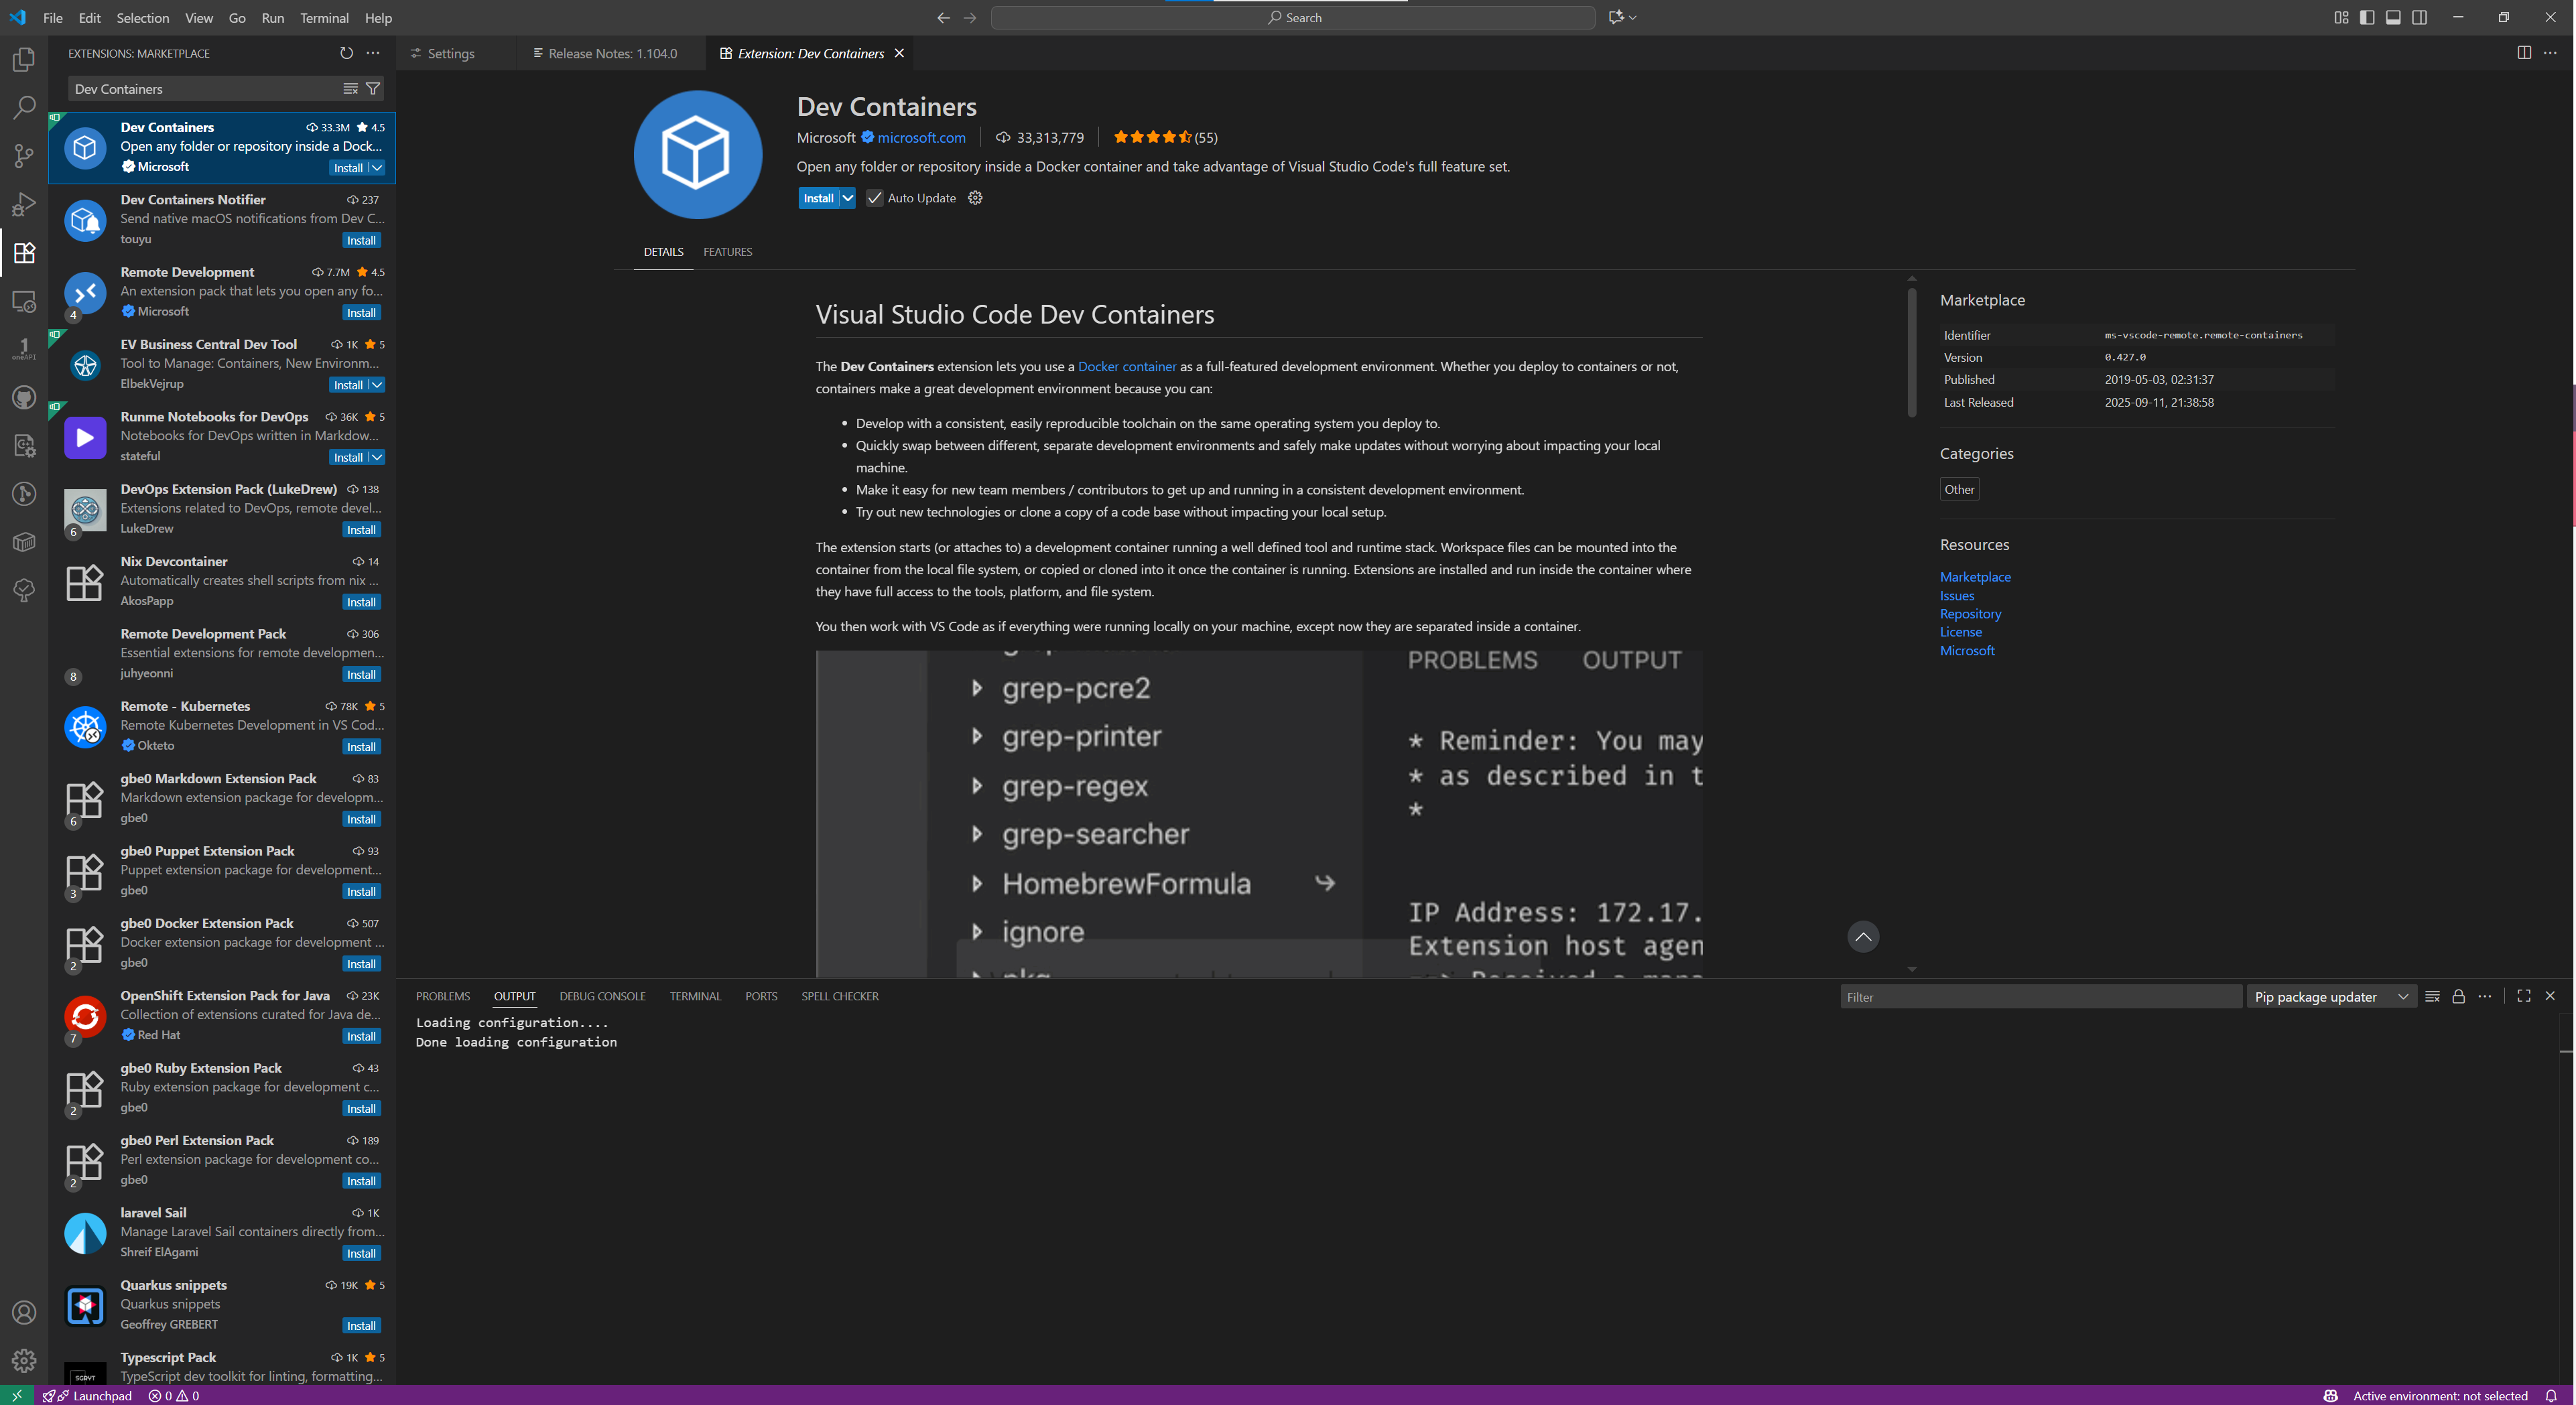 File Edit Selection View Go Run Terminal Help
Search
EXTENSIONS: MARKETPLACE
Dev Containers
Dev Containers 33.3M 4.5
Open any folder or repository inside a Dock...
Microsoft Install
Dev Containers Notifier 237
Send native macOS notifications from Dev C...
touyu Install
Remote Development 7.7M 4.5
An extension pack that lets you open any fo...
4 Microsoft Install
EV Business Central Dev Tool 1K 5
Tool to Manage: Containers, New Environm...
ElbekVejrup Install
Runme Notebooks for DevOps 36K 5
Notebooks for DevOps written in Markdow...
stateful Install
DevOps Extension Pack (LukeDrew) 138
Extensions related to DevOps, remote devel...
6 LukeDrew Install
Nix Devcontainer 14
Automatically creates shell scripts from nix ...
AkosPapp Install
Remote Development Pack 306
Essential extensions for remote developmen...
8 juhyeonni Install
Remote - Kubernetes 78K 5
Remote Kubernetes Development in VS Cod...
Okteto Install
gbe0 Markdown Extension Pack 83
Markdown extension package for developm...
6 gbe0 Install
gbe0 Puppet Extension Pack 93
Puppet extension package for development...
3 gbe0 Install
gbe0 Docker Extension Pack 507
Docker extension package for development ...
2 gbe0 Install
OpenShift Extension Pack for Java 23K
Collection of extensions curated for Java de...
7 Red Hat Install
gbe0 Ruby Extension Pack 43
Ruby extension package for development c...
2 gbe0 Install
gbe0 Perl Extension Pack 189
Perl extension package for development co...
2 gbe0 Install
laravel Sail 1K
Manage Laravel Sail containers directly from...
Shreif ElAgami Install
Quarkus snippets 19K 5
Quarkus snippets
Geoffrey GREBERT Install
Typescript Pack 1K 5
TypeScript dev toolkit for linting, formatting...
oneAPI
Settings Release Notes: 1.104.0 Extension: Dev Containers
Dev Containers
Microsoft microsoft.com 33,313,779 (55)
Open any folder or repository inside a Docker container and take advantage of Visual Studio Code's full feature set.
Install Auto Update
DETAILS FEATURES
Visual Studio Code Dev Containers
The Dev Containers extension lets you use a Docker container as a full-featured development environment. Whether you deploy to containers or not,
containers make a great development environment because you can:
• Develop with a consistent, easily reproducible toolchain on the same operating system you deploy to.
• Quickly swap between different, separate development environments and safely make updates without worrying about impacting your local
machine.
• Make it easy for new team members / contributors to get up and running in a consistent development environment.
• Try out new technologies or clone a copy of a code base without impacting your local setup.
The extension starts (or attaches to) a development container running a well defined tool and runtime stack. Workspace files can be mounted into the
container from the local file system, or copied or cloned into it once the container is running. Extensions are installed and run inside the container where
they have full access to the tools, platform, and file system.
You then work with VS Code as if everything were running locally on your machine, except now they are separated inside a container.
grep-pcre2
grep-printer
grep-regex
grep-searcher
HomebrewFormula
ignore
pkg
PROBLEMS OUTPUT
* Reminder: You may
* as described in t
*
IP Address: 172.17.
Extension host agen
Marketplace
Identifier ms-vscode-remote.remote-containers
Version 0.427.0
Published 2019-05-03, 02:31:37
Last Released 2025-09-11, 21:38:58
Categories
Other
Resources
Marketplace
Issues
Repository
License
Microsoft
PROBLEMS OUTPUT DEBUG CONSOLE TERMINAL PORTS SPELL CHECKER Filter Pip package updater
Loading configuration....
Done loading configuration
Launchpad 0 0 Active environment: not selected